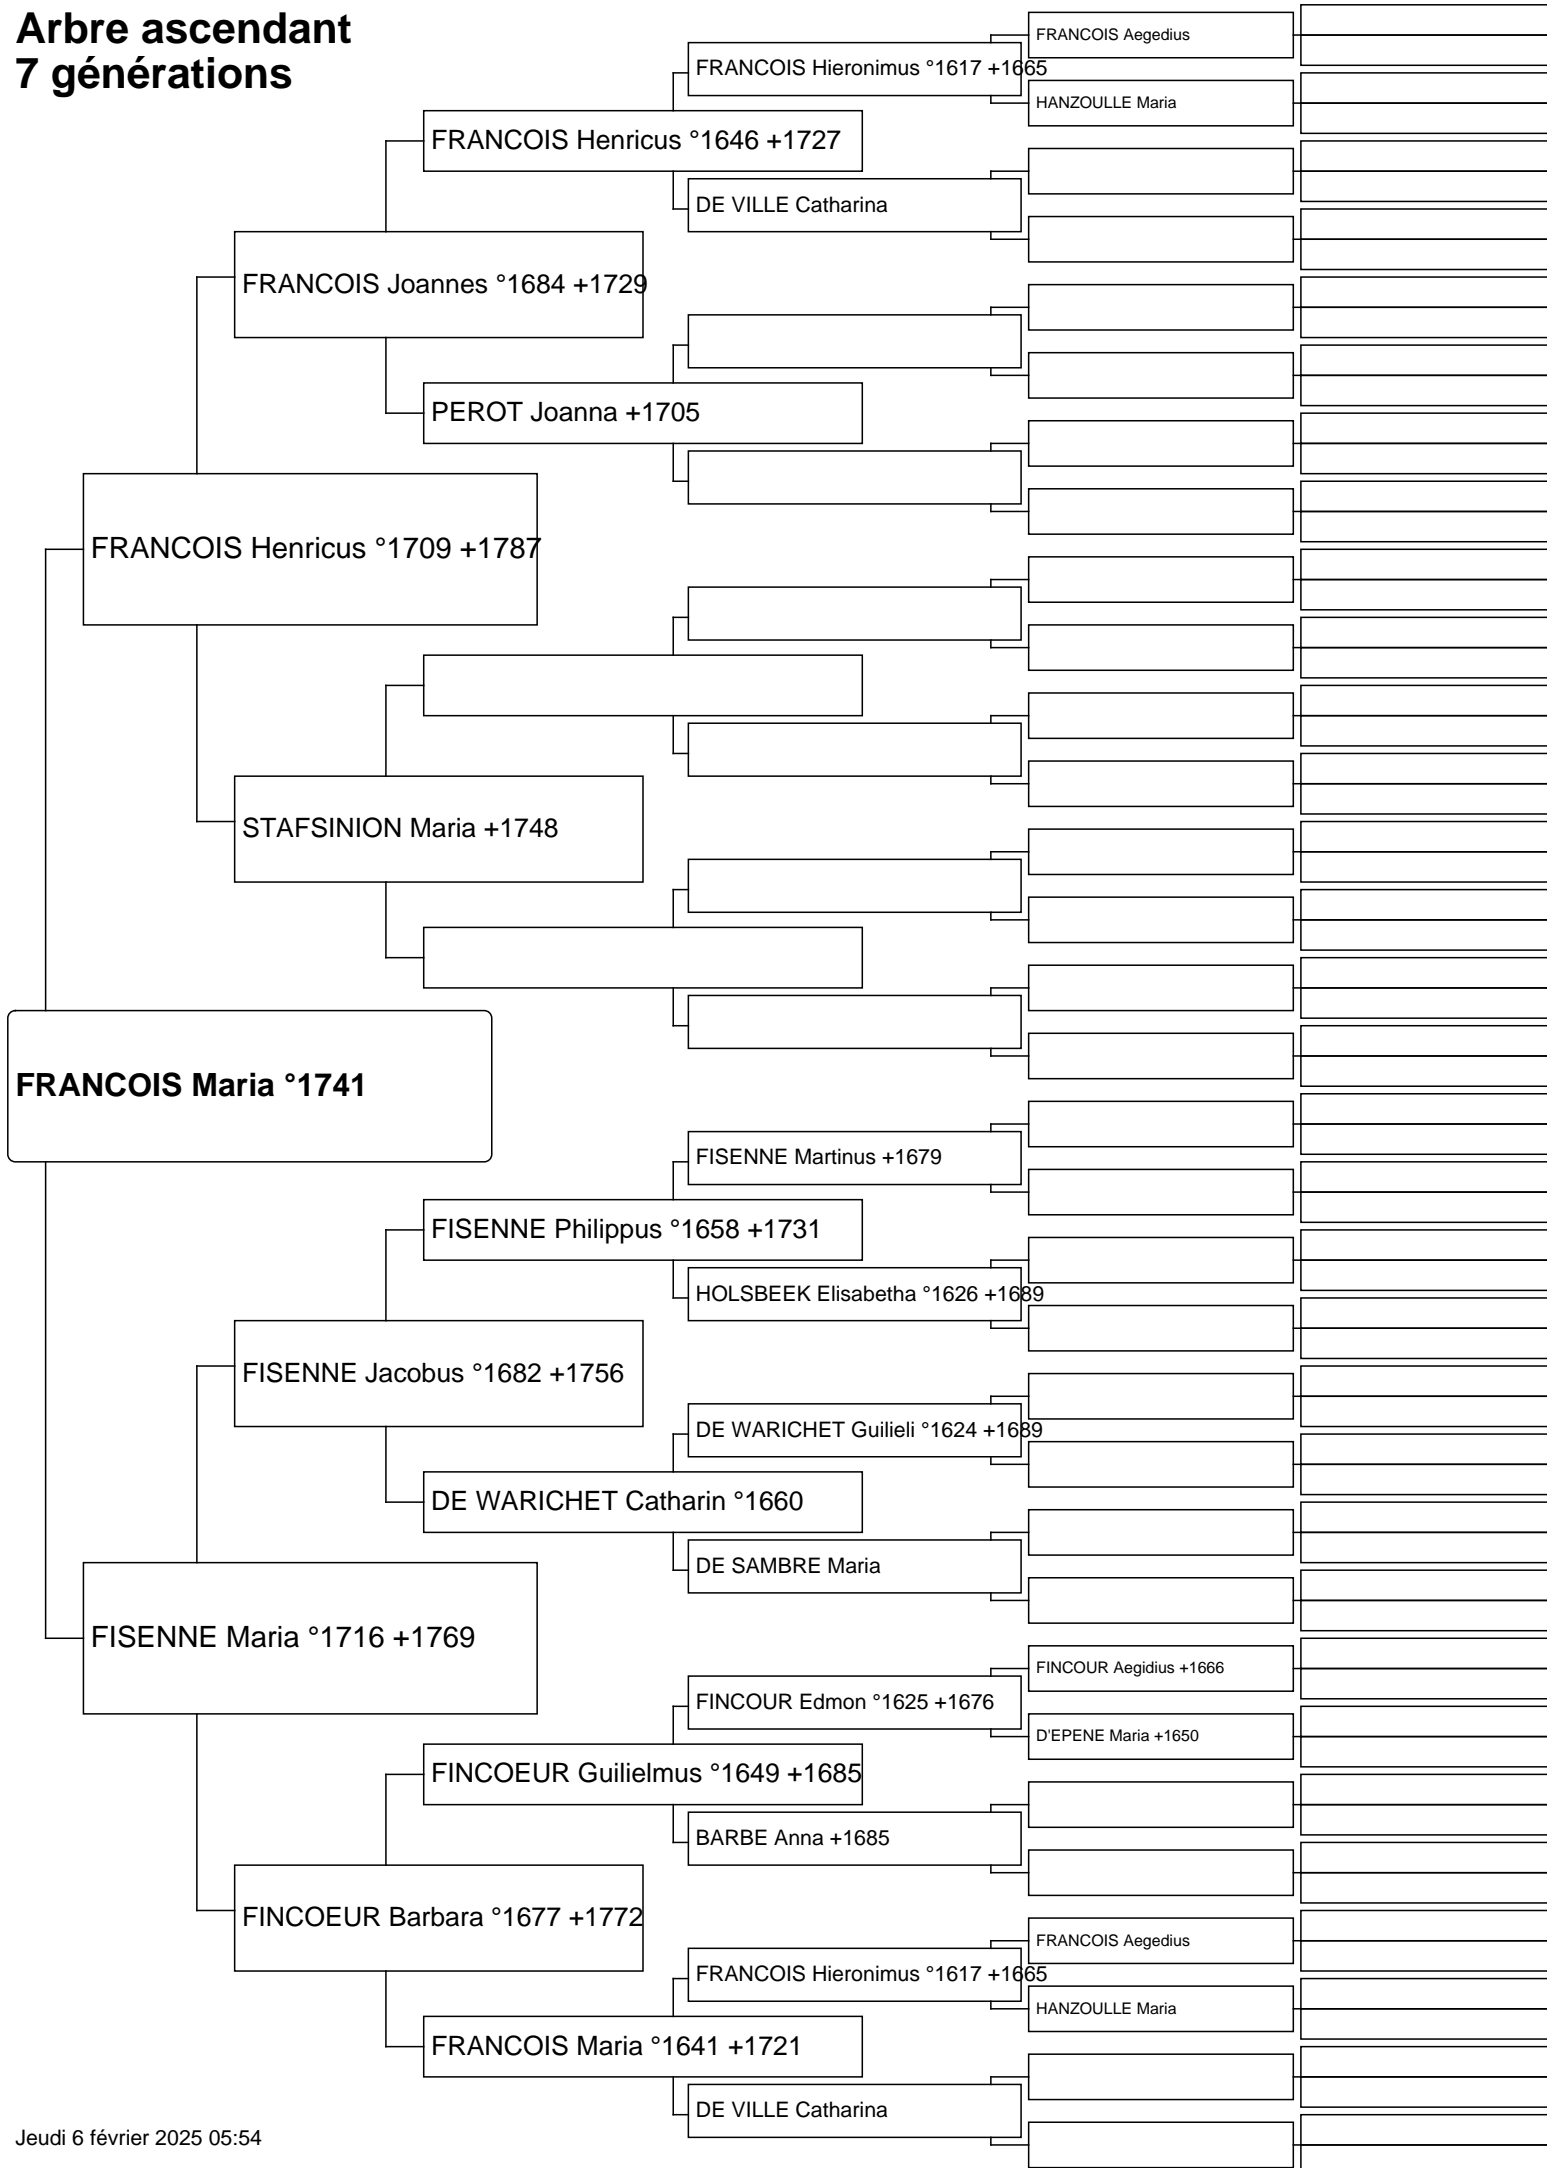 Arbre ascendant
7 générations
FRANCOIS Aegedius
FRANCOIS Hieronimus °1617 +1665
HANZOULLE Maria
FRANCOIS Henricus °1646 +1727
DE VILLE Catharina
FRANCOIS Joannes °1684 +1729
PEROT Joanna +1705
FRANCOIS Henricus °1709 +1787
STAFSINION Maria +1748
FRANCOIS Maria °1741
FISENNE Martinus +1679
FISENNE Philippus °1658 +1731
HOLSBEEK Elisabetha °1626 +1689
FISENNE Jacobus °1682 +1756
DE WARICHET Guilieli °1624 +1689
DE WARICHET Catharin °1660
DE SAMBRE Maria
FISENNE Maria °1716 +1769
FINCOUR Aegidius +1666
FINCOUR Edmon °1625 +1676
D'EPENE Maria +1650
FINCOEUR Guilielmus °1649 +1685
BARBE Anna +1685
FINCOEUR Barbara °1677 +1772
FRANCOIS Aegedius
FRANCOIS Hieronimus °1617 +1665
HANZOULLE Maria
FRANCOIS Maria °1641 +1721
DE VILLE Catharina
Jeudi 6 février 2025 05:54